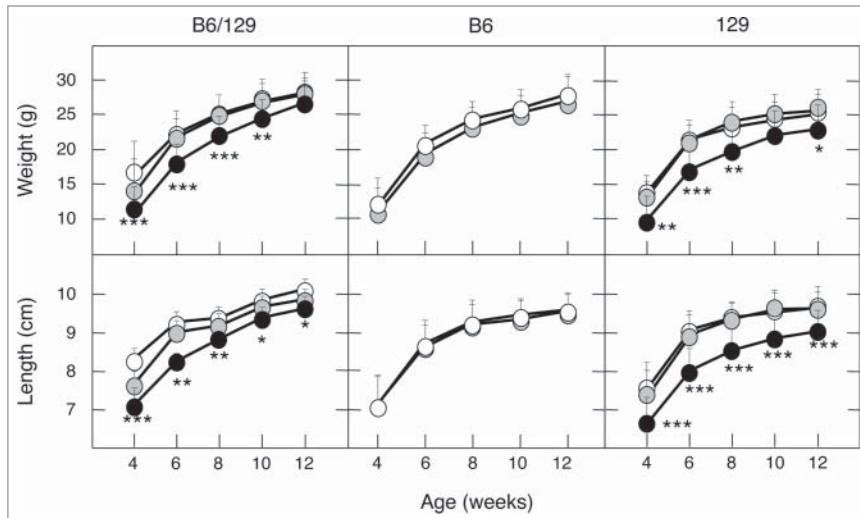 B6/129 B6 129
Weight (g)
30
25
20
15
10
*** *** *** **
** *** ** *
Length (cm)
10
9
8
7
*** ** ** * *
*** *** *** *** ***
4 6 8 10 12 4 6 8 10 12 4 6 8 10 12
Age (weeks)